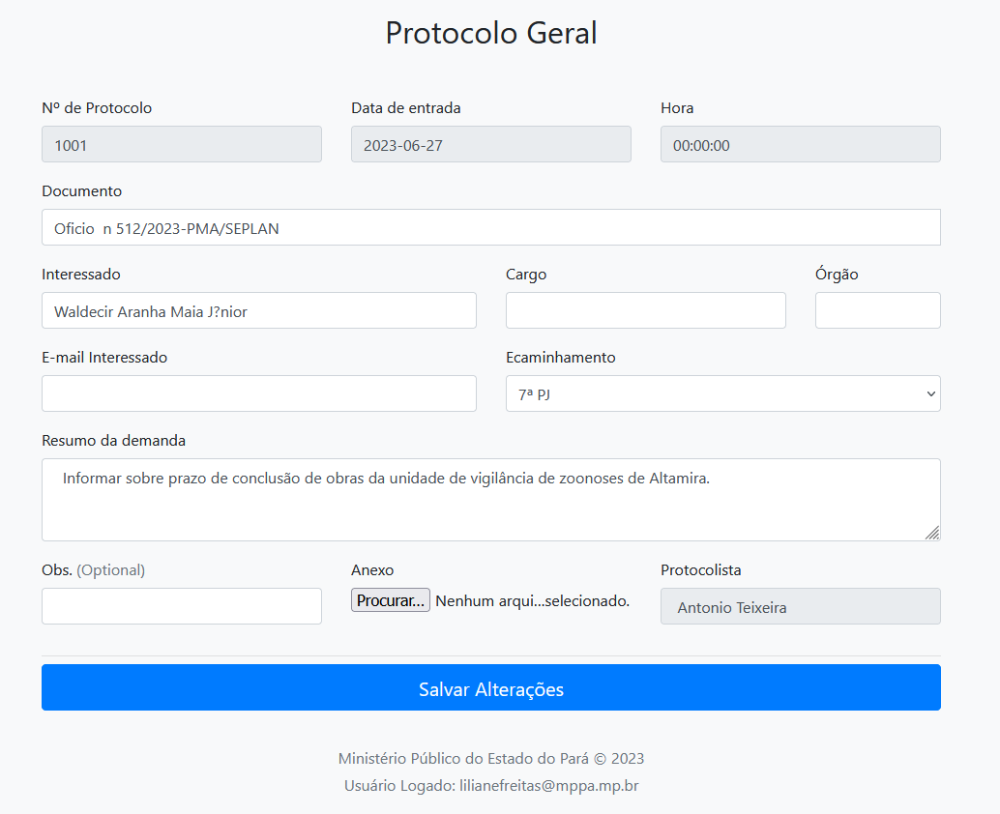 Protocolo Geral
Nº de Protocolo
Data de entrada
Hora
1001
2023-06-27
00:00:00
Documento
Oficio  n 512/2023-PMA/SEPLAN
Interessado
Cargo
Órgão
Waldecir Aranha Maia J?nior
E-mail Interessado
Ecaminhamento
7ª PJ
Resumo da demanda
Informar sobre prazo de conclusão de obras da unidade de vigilância de zoonoses de Altamira.
Obs. (Optional)
Anexo
Protocolista
Procurar... Nenhum arqui...selecionado.
Antonio Teixeira
Salvar Alterações
Ministério Público do Estado do Pará © 2023
Usuário Logado: lilianefreitas@mppa.mp.br